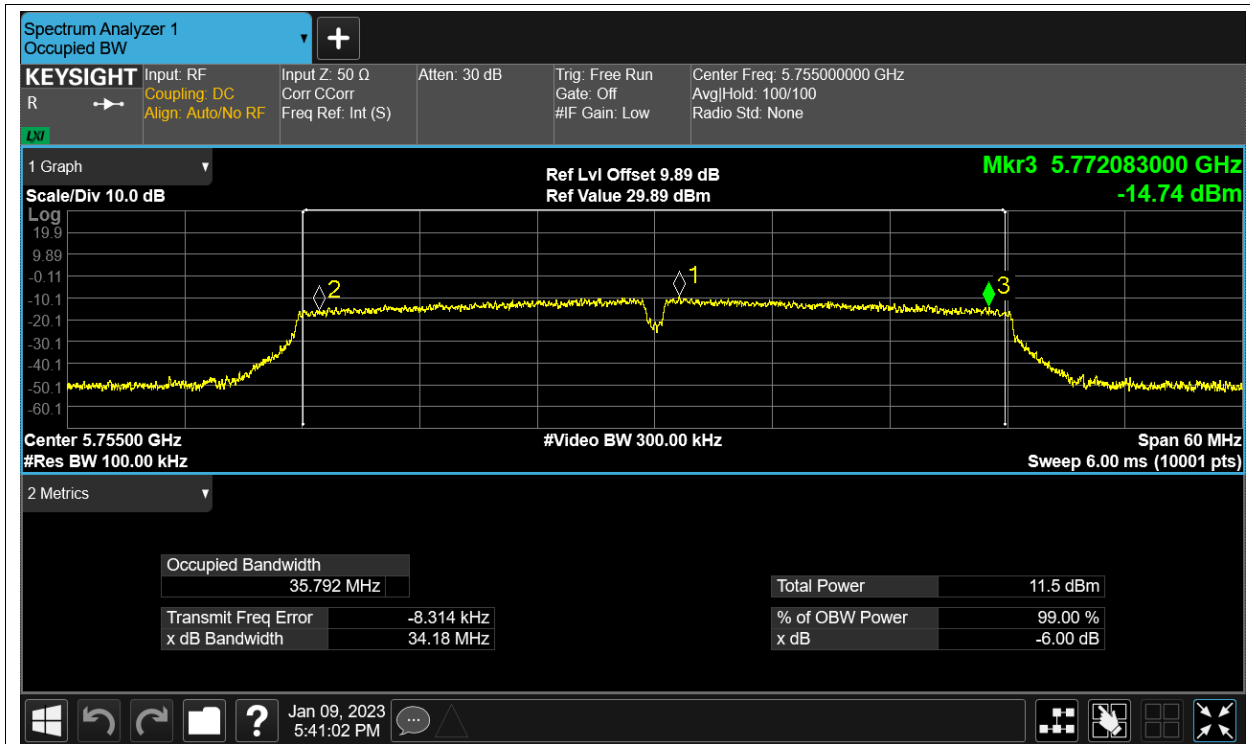 Spectrum Analyzer 1
Occupied BW
KEYSIGHT
R
LXI
Input: RF
Coupling: DC
Align: Auto/No RF
Input Z: 50 Ω
Corr CCorr
Freq Ref: Int (S)
Atten: 30 dB
Trig: Free Run
Gate: Off
#IF Gain: Low
Center Freq: 5.755000000 GHz
Avg|Hold: 100/100
Radio Std: None
1 Graph
Scale/Div 10.0 dB
Ref Lvl Offset 9.89 dB
Ref Value 29.89 dBm
Mkr3 5.772083000 GHz
-14.74 dBm
Log
19.9
9.89
-0.11
-10.1
-20.1
-30.1
-40.1
-50.1
-60.1
2
1
3
Center 5.75500 GHz
#Res BW 100.00 kHz
#Video BW 300.00 kHz
Span 60 MHz
Sweep 6.00 ms (10001 pts)
2 Metrics
Occupied Bandwidth
35.792 MHz
Transmit Freq Error -8.314 kHz
x dB Bandwidth 34.18 MHz
Total Power 11.5 dBm
% of OBW Power 99.00 %
x dB -6.00 dB
?
Jan 09, 2023
5:41:02 PM